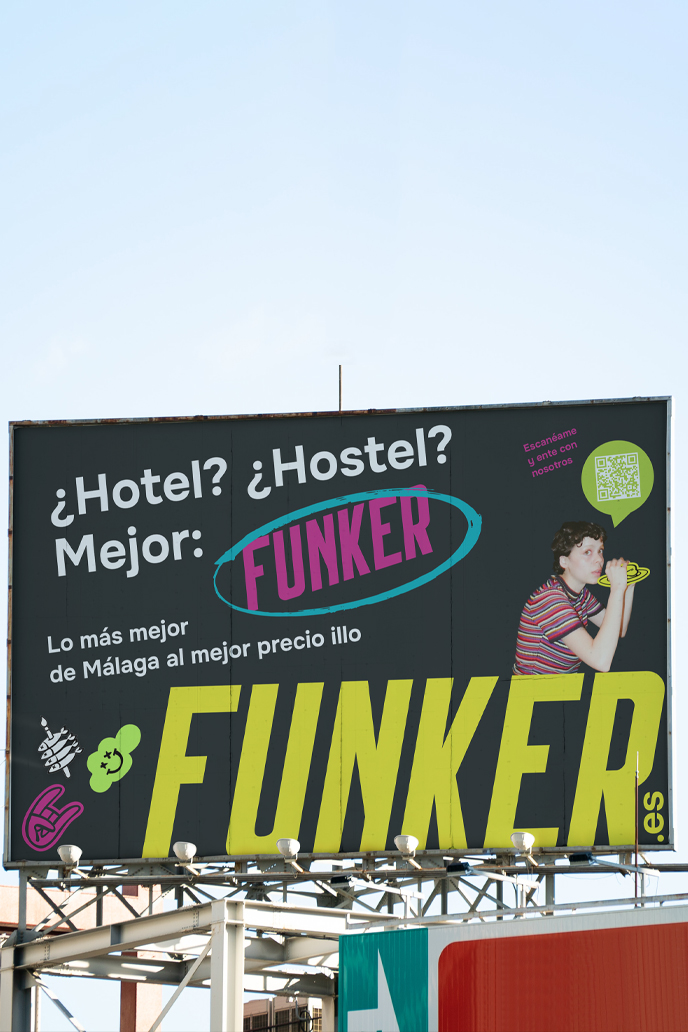 ¿Hotel? ¿Hostel?
Mejor: FUNKER
Escanéame
y ente con
nosotros
Lo más mejor
de Málaga al mejor precio illo
FUNKER
.es